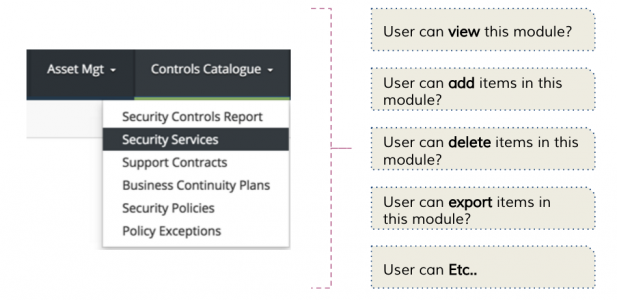 Asset Mgt
Controls Catalogue
Security Controls Report
Security Services
Support Contracts
Business Continuity Plans
Security Policies
Policy Exceptions
User can view this module?
User can add items in this
module?
User can delete items in this
module?
User can export items in
this module?
User can Etc..